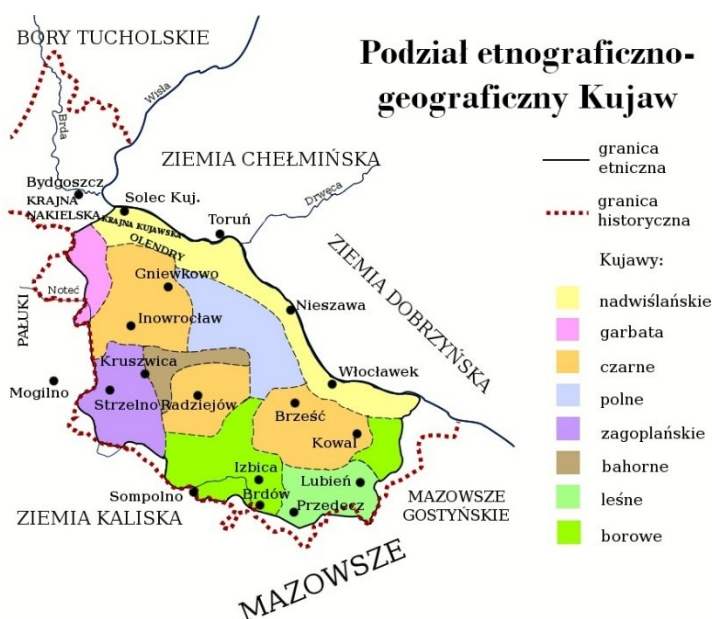 Podział etnograficzno-
geograficzny Kujaw
BORY TUCHOLSKIE
Wisła
Brda
ZIEMIA CHEŁMIŃSKA
Drwęca
Bydgoszcz
KRAJNA
NAKIELSKA
Solec Kuj.
KRAJNA KUJAWSKA
Toruń
OLENDRY
Gniewkowo
ZIEMIA DOBRZYŃSKA
Noteć
PAŁUKI
Nieszawa
Inowrocław
Kruszwica
Włocławek
Mogilno
Strzelno
Radziejów
Brześć
Kowal
Izbica
Lubień
Sompolno
Brdów
Przedecz
MAZOWSZE
GOSTYŃSKIE
ZIEMIA KALISKA
MAZOWSZE
granica
etniczna
granica
historyczna
Kujawy:
nadwiślańskie
garbata
czarne
polne
zagoplańskie
bahorne
leśne
borowe